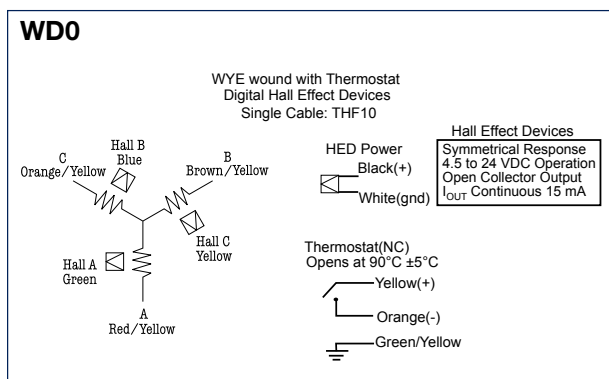 WD0
WYE wound with Thermostat
Digital Hall Effect Devices
Single Cable: THF10
Hall B
Blue
C
Orange/Yellow
B
Brown/Yellow
Hall C
Yellow
Hall A
Green
A
Red/Yellow
HED Power
Black(+)
White(gnd)
Hall Effect Devices
Symmetrical Response
4.5 to 24 VDC Operation
Open Collector Output
IOUT Continuous 15 mA
Thermostat(NC)
Opens at 90°C ±5°C
Yellow(+)
Orange(-)
Green/Yellow